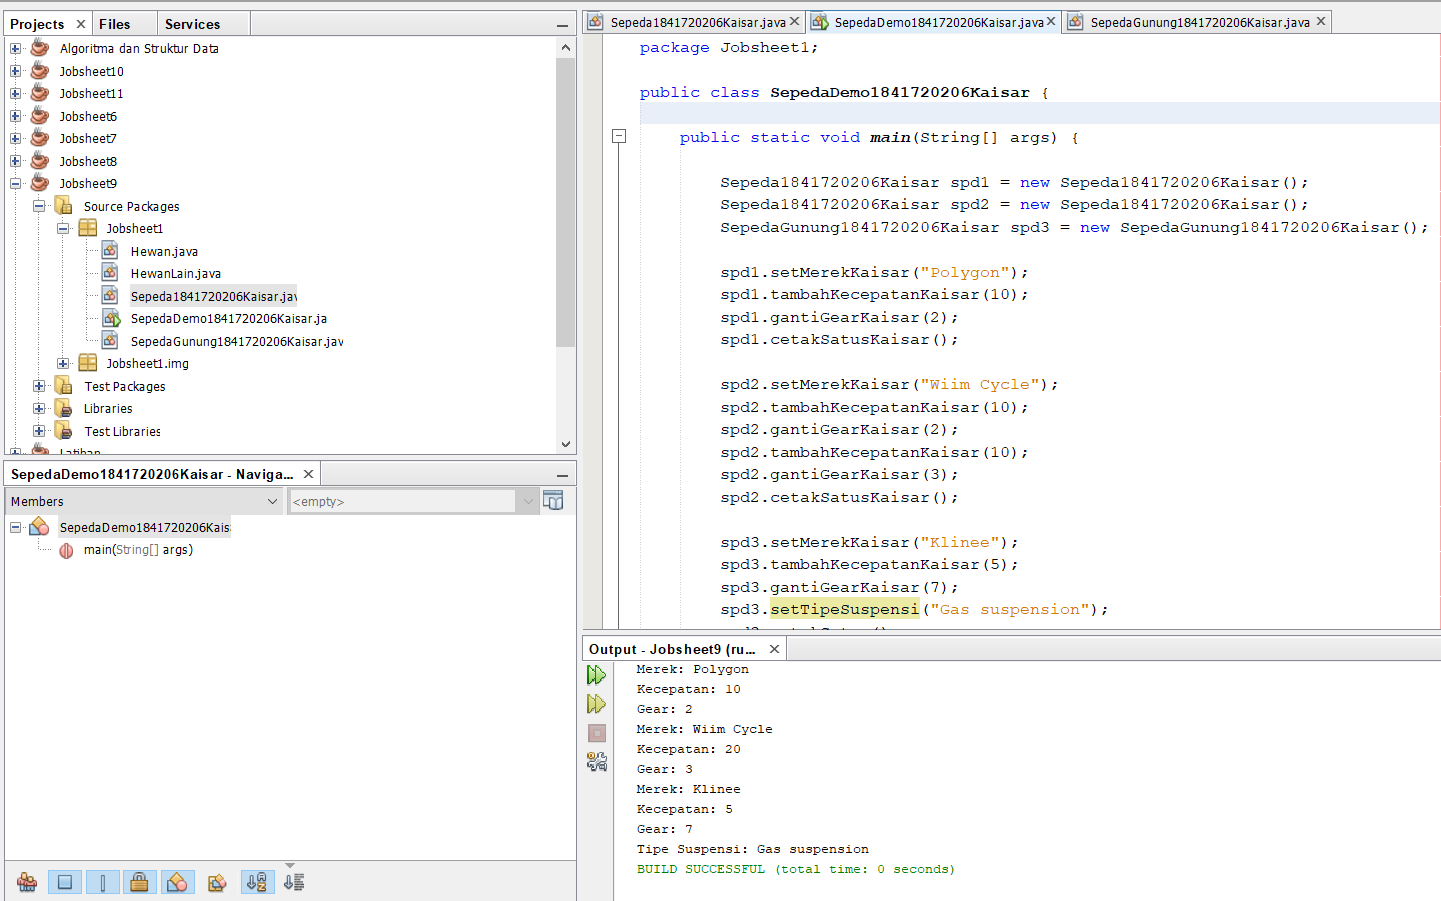 Projects
Files
Services
Algoritma dan Struktur Data
Jobsheet10
Jobsheet11
Jobsheet6
Jobsheet7
Jobsheet8
Jobsheet9
Source Packages
Jobsheet1
Hewan.java
HewanLain.java
Sepeda1841720206Kaisar.jav
SepedaDemo1841720206Kaisar.ja
SepedaGunung1841720206Kaisar.jav
Jobsheet1.img
Test Packages
Libraries
Test Libraries
Latihan
SepedaDemo1841720206Kaisar - Naviga...
Members
<empty>
SepedaDemo1841720206Kais
main(String[] args)
Sepeda1841720206Kaisar.java
SepedaDemo1841720206Kaisar.java
SepedaGunung1841720206Kaisar.java
package Jobsheet1;
public class SepedaDemo1841720206Kaisar {
public static void main(String[] args) {
Sepeda1841720206Kaisar spd1 = new Sepeda1841720206Kaisar();
Sepeda1841720206Kaisar spd2 = new Sepeda1841720206Kaisar();
SepedaGunung1841720206Kaisar spd3 = new SepedaGunung1841720206Kaisar();
spd1.setMerekKaisar("Polygon");
spd1.tambahKecepatanKaisar(10);
spd1.gantiGearKaisar(2);
spd1.cetakSatusKaisar();
spd2.setMerekKaisar("Wiim Cycle");
spd2.tambahKecepatanKaisar(10);
spd2.gantiGearKaisar(2);
spd2.tambahKecepatanKaisar(10);
spd2.gantiGearKaisar(3);
spd2.cetakSatusKaisar();
spd3.setMerekKaisar("Klinee");
spd3.tambahKecepatanKaisar(5);
spd3.gantiGearKaisar(7);
spd3.setTipeSuspensi("Gas suspension");
Output - Jobsheet9 (ru...
Merek: Polygon
Kecepatan: 10
Gear: 2
Merek: Wiim Cycle
Kecepatan: 20
Gear: 3
Merek: Klinee
Kecepatan: 5
Gear: 7
Tipe Suspensi: Gas suspension
BUILD SUCCESSFUL (total time: 0 seconds)